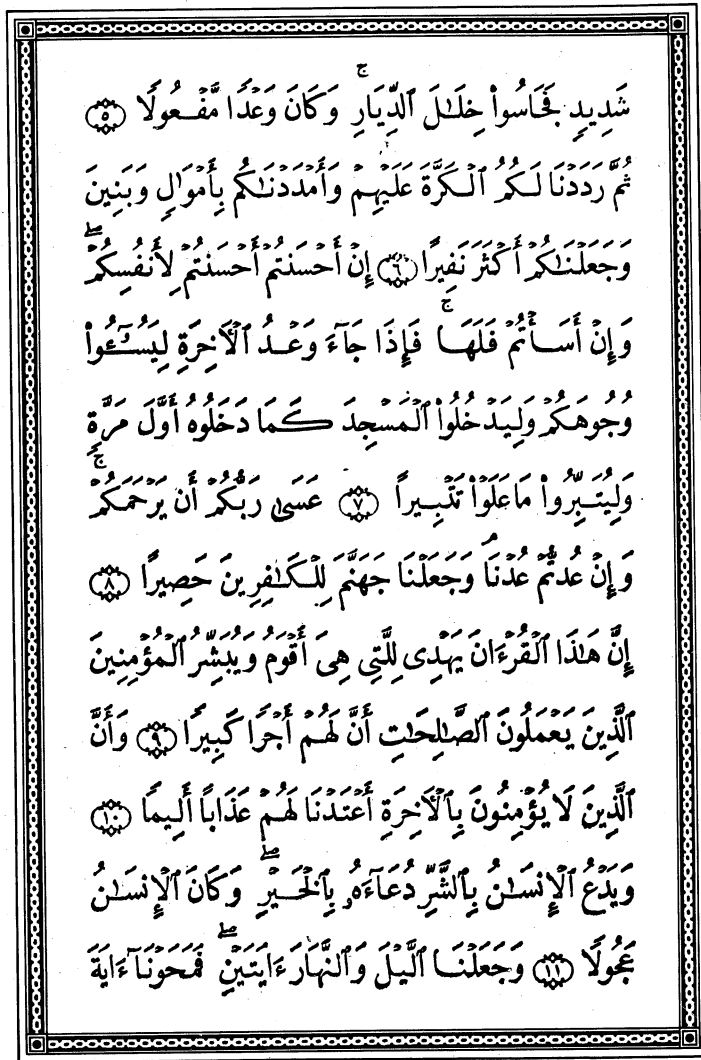 شَدِيدٍ فَجَاسُوا۟ خِلَـٰلَ ٱلدِّيَارِ ۚ وَكَانَ وَعْدًا مَّفْعُولًا ۝٥
ثُمَّ رَدَدْنَا لَكُمُ ٱلْكَرَّةَ عَلَيْهِمْ وَأَمْدَدْنَـٰكُم بِأَمْوَٰلٍ وَبَنِينَ
وَجَعَلْنَـٰكُمْ أَكْثَرَ نَفِيرًا ۝٦ إِنْ أَحْسَنتُمْ أَحْسَنتُمْ لِأَنفُسِكُمْ ۖ
وَإِنْ أَسَأْتُمْ فَلَهَا ۚ فَإِذَا جَآءَ وَعْدُ ٱلْـَٔاخِرَةِ لِيَسُـۥٓـُٔوا۟
وُجُوهَكُمْ وَلِيَدْخُلُوا۟ ٱلْمَسْجِدَ كَمَا دَخَلُوهُ أَوَّلَ مَرَّةٍ
وَلِيُتَبِّرُوا۟ مَا عَلَوْا۟ تَتْبِيرًا ۝٧ عَسَىٰ رَبُّكُمْ أَن يَرْحَمَكُمْ ۚ
وَإِنْ عُدتُّمْ عُدْنَا ۘ وَجَعَلْنَا جَهَنَّمَ لِلْكَـٰفِرِينَ حَصِيرًا ۝٨
إِنَّ هَـٰذَا ٱلْقُرْءَانَ يَهْدِى لِلَّتِى هِىَ أَقْوَمُ وَيُبَشِّرُ ٱلْمُؤْمِنِينَ
ٱلَّذِينَ يَعْمَلُونَ ٱلصَّـٰلِحَـٰتِ أَنَّ لَهُمْ أَجْرًا كَبِيرًا ۝٩ وَأَنَّ
ٱلَّذِينَ لَا يُؤْمِنُونَ بِٱلْـَٔاخِرَةِ أَعْتَدْنَا لَهُمْ عَذَابًا أَلِيمًا ۝١٠
وَيَدْعُ ٱلْإِنسَـٰنُ بِٱلشَّرِّ دُعَآءَهُۥ بِٱلْخَيْرِ ۖ وَكَانَ ٱلْإِنسَـٰنُ
عَجُولًا ۝١١ وَجَعَلْنَا ٱلَّيْلَ وَٱلنَّهَارَ ءَايَتَيْنِ ۖ فَمَحَوْنَآ ءَايَةَ